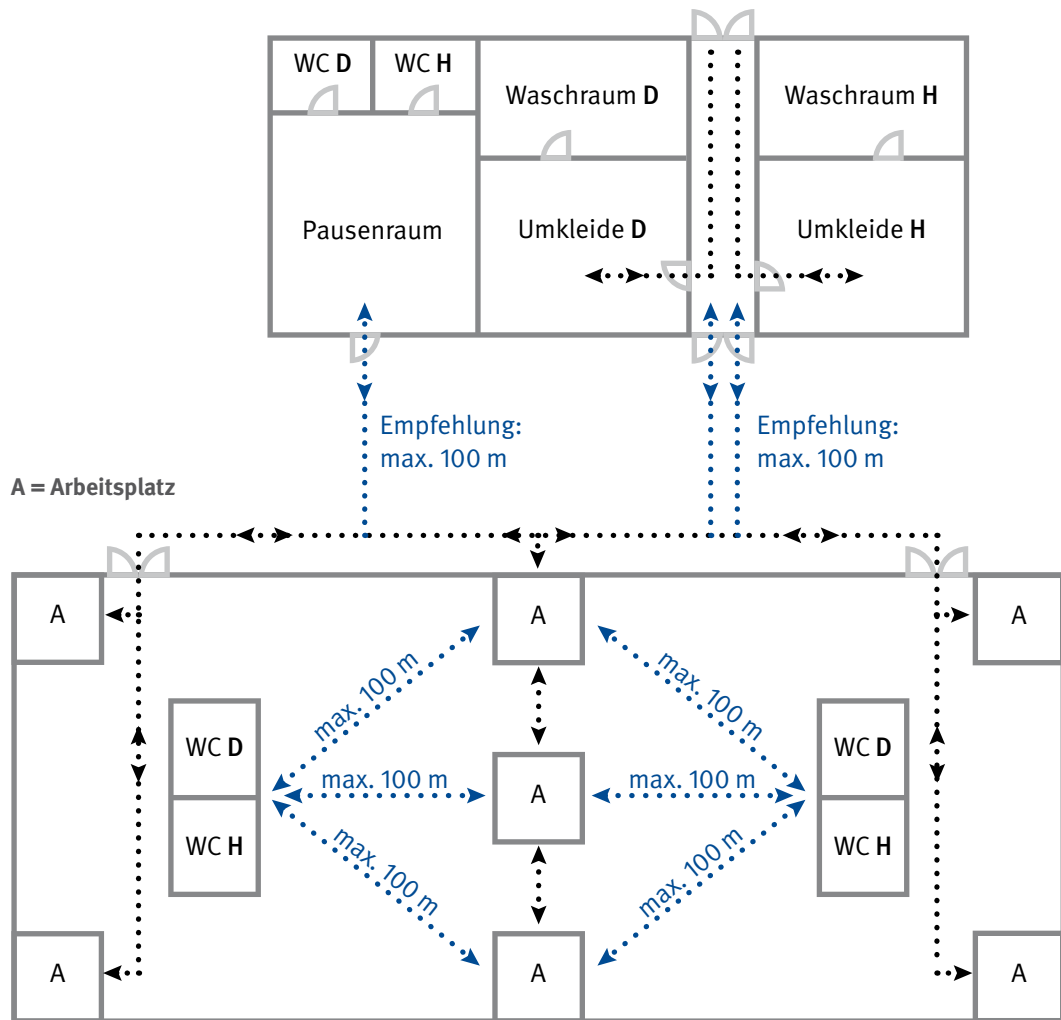 WC D
WC H
Waschraum D
Waschraum H
Pausenraum
Umkleide D
Umkleide H
Empfehlung:
max. 100 m
Empfehlung:
max. 100 m
A = Arbeitsplatz
A
A
A
max. 100 m
max. 100 m
WC D
WC D
max. 100 m
A
max. 100 m
WC H
WC H
max. 100 m
max. 100 m
A
A
A